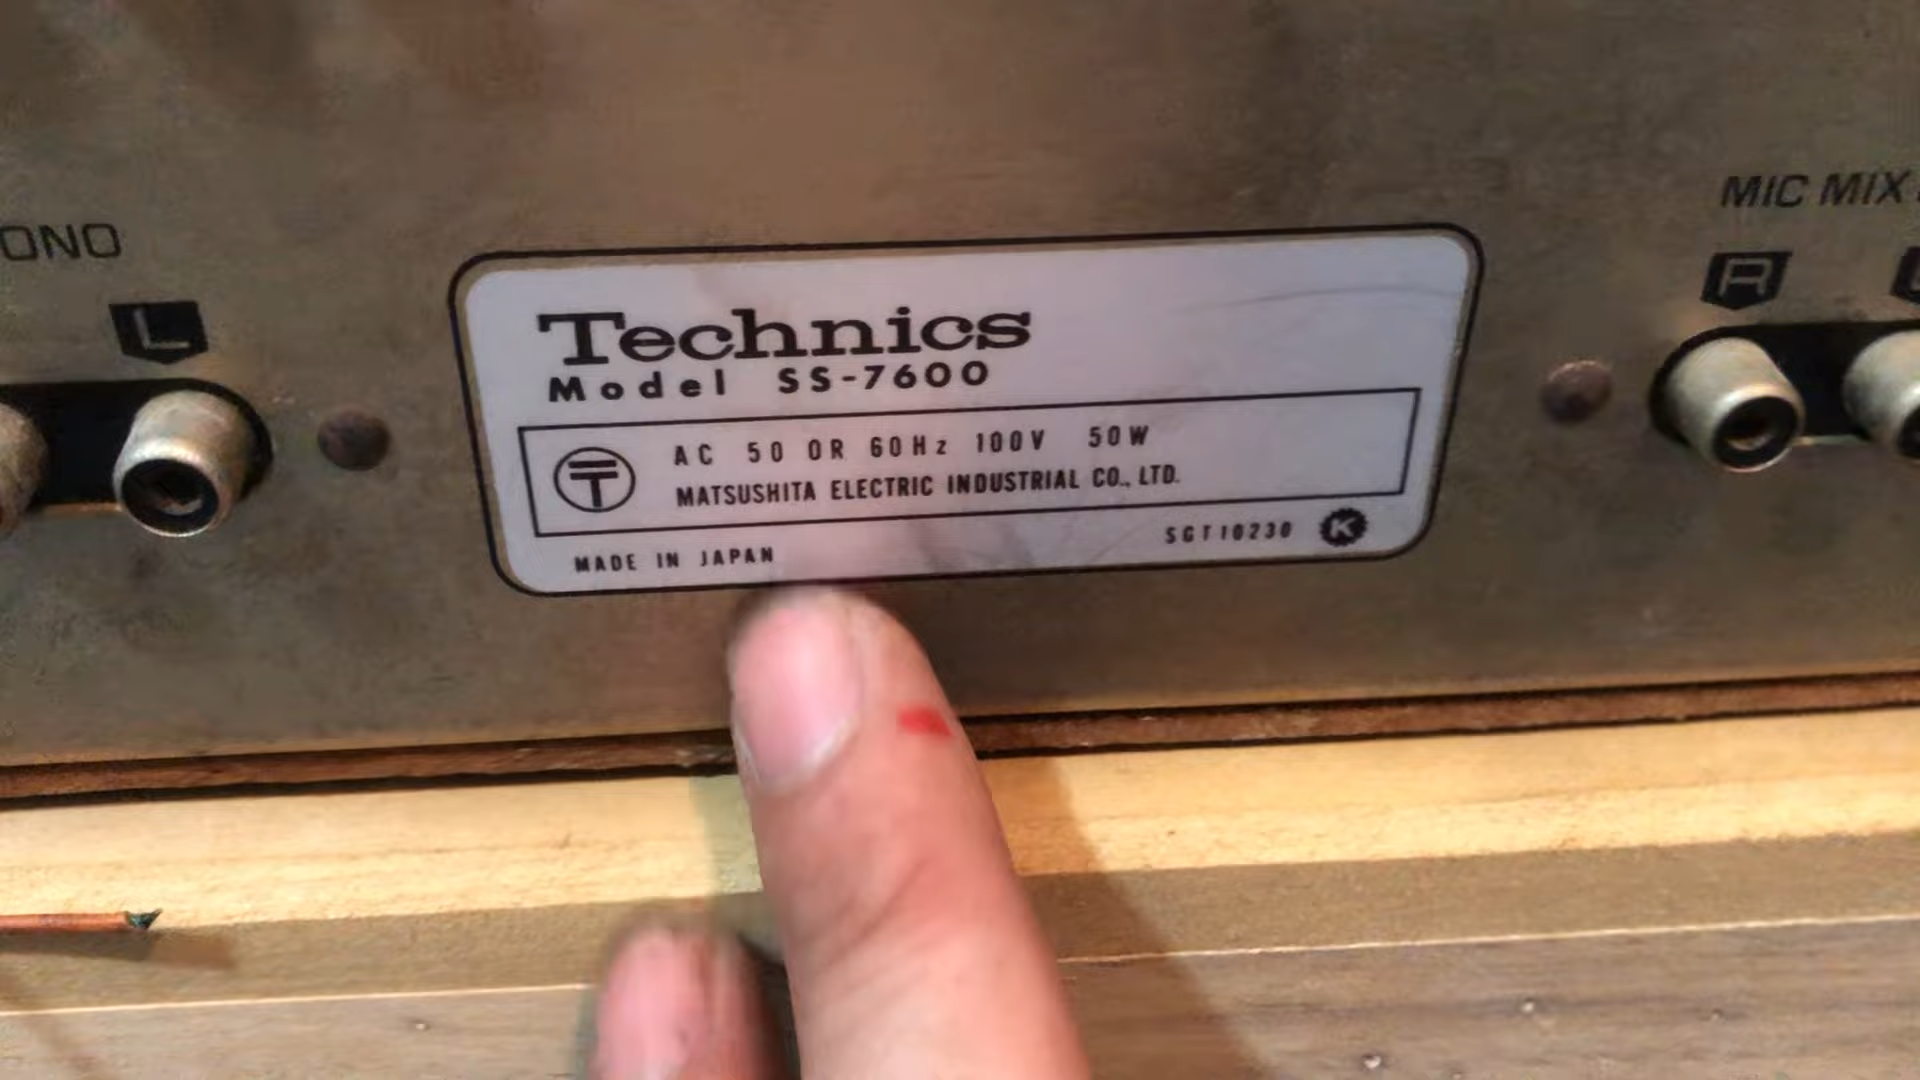 ONO
L
MIC MIX
R
Technics
Model SS-7600
AC 50 OR 60Hz 100V 50W
MATSUSHITA ELECTRIC INDUSTRIAL CO., LTD.
MADE IN JAPAN
SGT10230 K